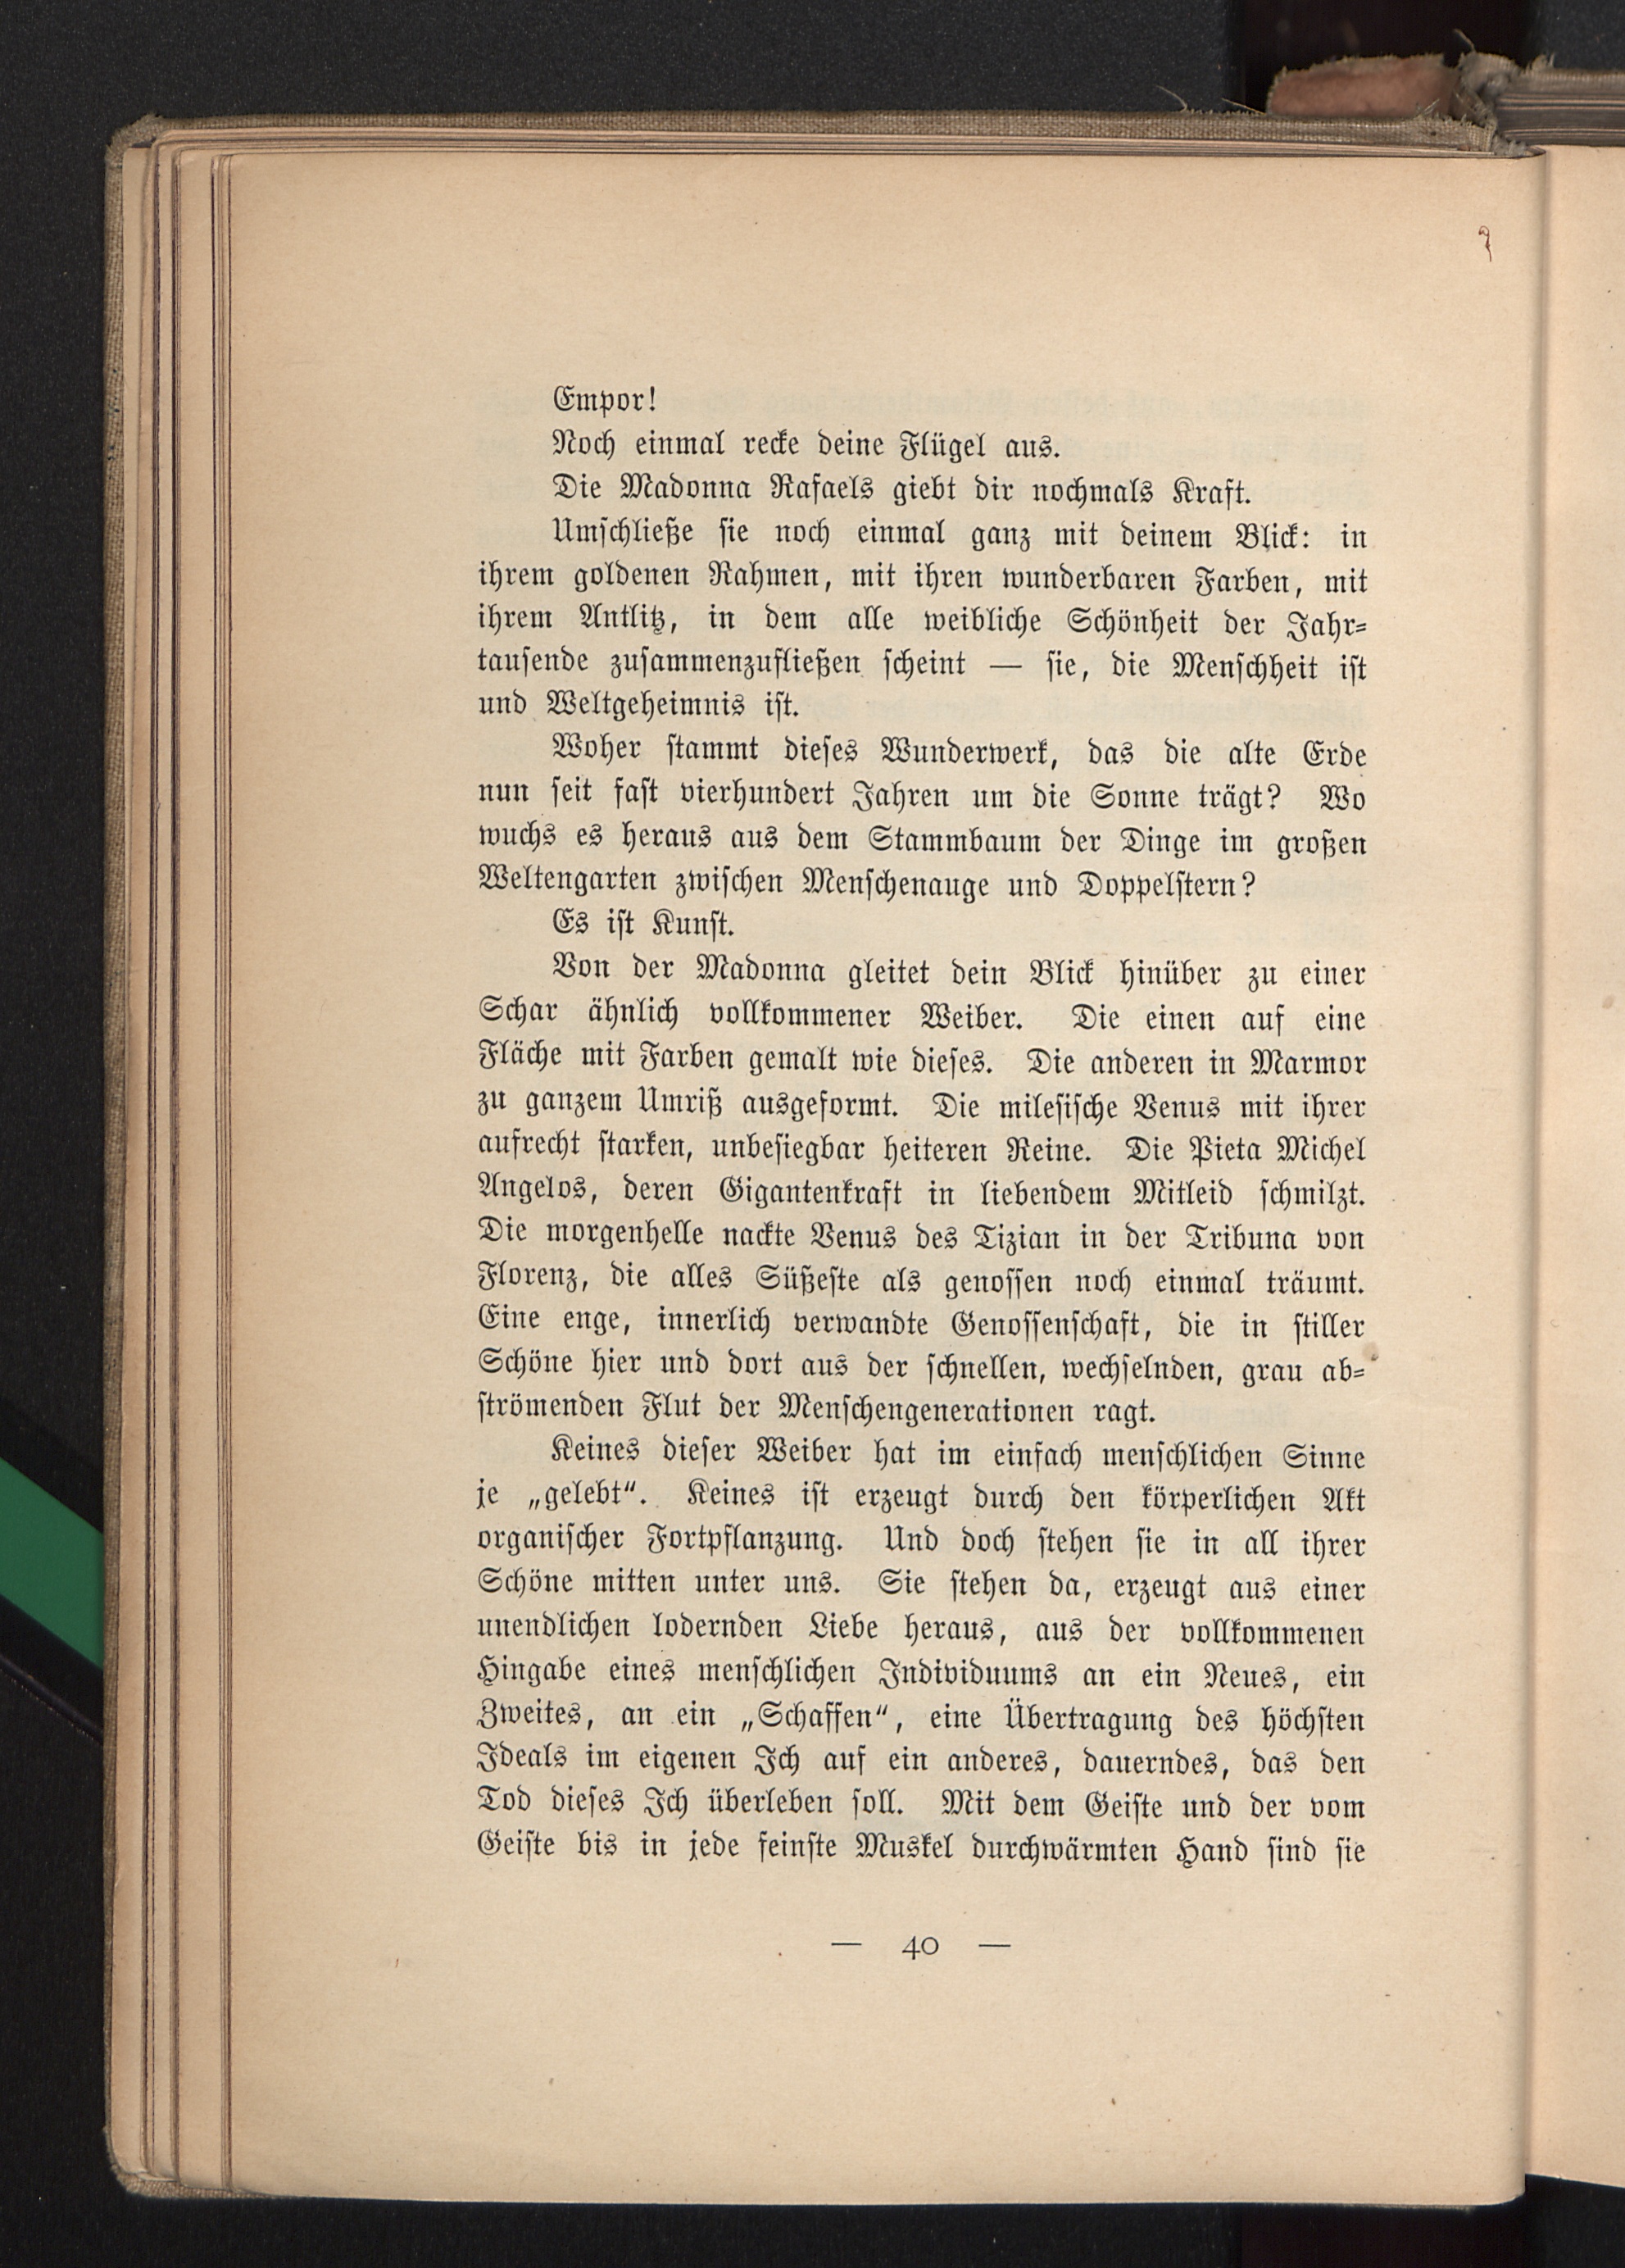 Empor!
Noch einmal recke deine Flügel aus.
Die Madonna Rafaels giebt dir nochmals Kraft.
Umschließe sie noch einmal ganz mit deinem Blick: in
ihrem goldenen Rahmen, mit ihren wunderbaren Farben, mit
ihrem Antlitz, in dem alle weibliche Schönheit der Jahr-
tausende zusammenzufließen scheint — sie, die Menschheit ist
und Weltgeheimnis ist.
Woher stammt dieses Wunderwerk, das die alte Erde
nun seit fast vierhundert Jahren um die Sonne trägt? Wo
wuchs es heraus aus dem Stammbaum der Dinge im großen
Weltengarten zwischen Menschenauge und Doppelstern?
Es ist Kunst.
Von der Madonna gleitet dein Blick hinüber zu einer
Schar ähnlich vollkommener Weiber. Die einen auf eine
Fläche mit Farben gemalt wie dieses. Die anderen in Marmor
zu ganzem Umriß ausgeformt. Die milesische Venus mit ihrer
aufrecht starken, unbesiegbar heiteren Reine. Die Pieta Michel
Angelos, deren Gigantenkraft in liebendem Mitleid schmilzt.
Die morgenhelle nackte Venus des Tizian in der Tribuna von
Florenz, die alles Süßeste als genossen noch einmal träumt.
Eine enge, innerlich verwandte Genossenschaft, die in stiller
Schöne hier und dort aus der schnellen, wechselnden, grau ab-
strömenden Flut der Menschengenerationen ragt.
Keines dieser Weiber hat im einfach menschlichen Sinne
je „gelebt“. Keines ist erzeugt durch den körperlichen Akt
organischer Fortpflanzung. Und doch stehen sie in all ihrer
Schöne mitten unter uns. Sie stehen da, erzeugt aus einer
unendlichen lodernden Liebe heraus, aus der vollkommenen
Hingabe eines menschlichen Individuums an ein Neues, ein
Zweites, an ein „Schaffen“, eine Übertragung des höchsten
Ideals im eigenen Ich auf ein anderes, dauerndes, das den
Tod dieses Ich überleben soll. Mit dem Geiste und der vom
Geiste bis in jede feinste Muskel durchwärmten Hand sind sie
— 40 —